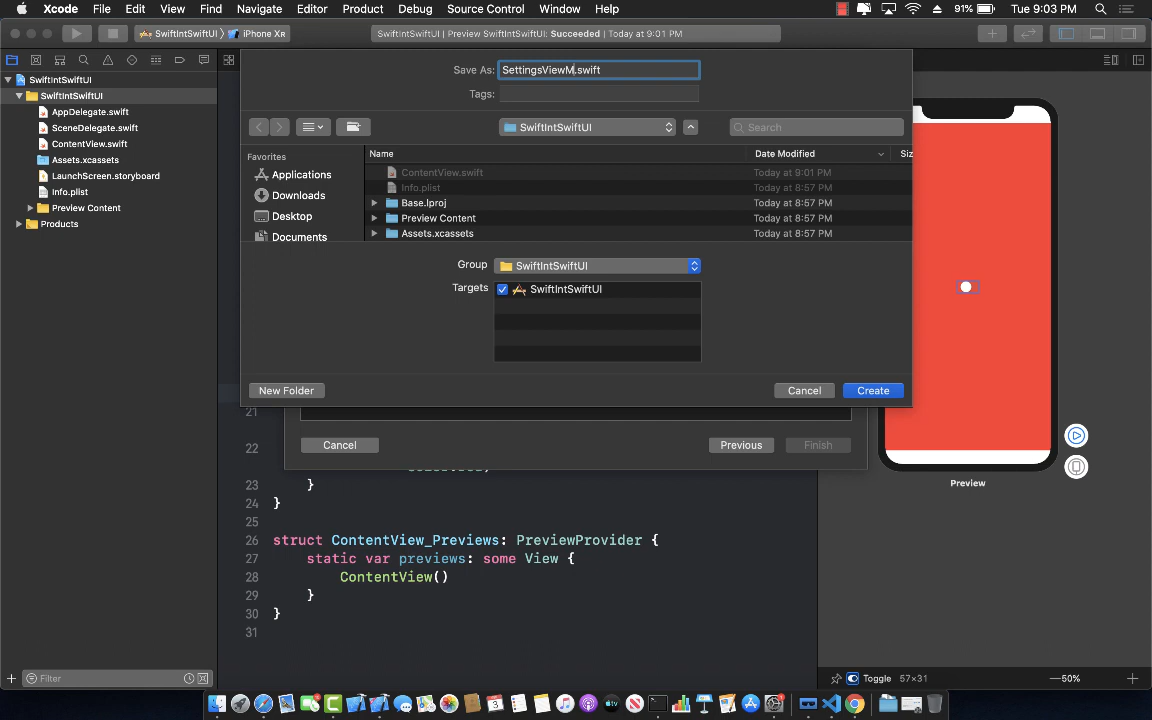 Xcode File Edit View Find Navigate Editor Product Debug Source Control Window Help 91% Tue 9:03 PM
SwiftIntSwiftUI iPhone XR SwiftIntSwiftUI | Preview SwiftIntSwiftUI: Succeeded | Today at 9:01 PM
SwiftIntSwiftUI
SwiftIntSwiftUI
AppDelegate.swift
SceneDelegate.swift
ContentView.swift
Assets.xcassets
LaunchScreen.storyboard
Info.plist
Preview Content
Products
Filter
Save As: SettingsViewM.swift
Tags:
SwiftIntSwiftUI
Search
Favorites
Applications
Downloads
Desktop
Documents
Name Date Modified Size
ContentView.swift Today at 9:01 PM
Info.plist Today at 8:57 PM
Base.lproj Today at 8:57 PM
Preview Content Today at 8:57 PM
Assets.xcassets Today at 8:57 PM
Group SwiftIntSwiftUI
Targets SwiftIntSwiftUI
New Folder Cancel Create
Cancel Previous Finish
21
22
23 }
24 }
25
26 struct ContentView_Previews: PreviewProvider {
27 static var previews: some View {
28 ContentView()
29 }
30 }
31
Preview
Toggle 57×31 — 50% +